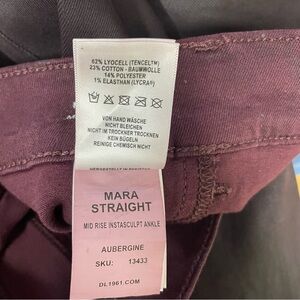 62% LYOCELL (TENCEL™)
23% COTTON - BAUMWOLLE
14% POLYESTER
1% ELASTHAN (LYCRA®)
VON HAND WÄSCHE
NICHT BLEICHEN
NICHT IM TROCKNER TROCKNEN
KEIN BÜGELN
REINIGE CHEMISCH NICHT
MARA
STRAIGHT
MID RISE INSTASCULPT ANKLE
AUBERGINE
SKU: 13433
DL1961.COM